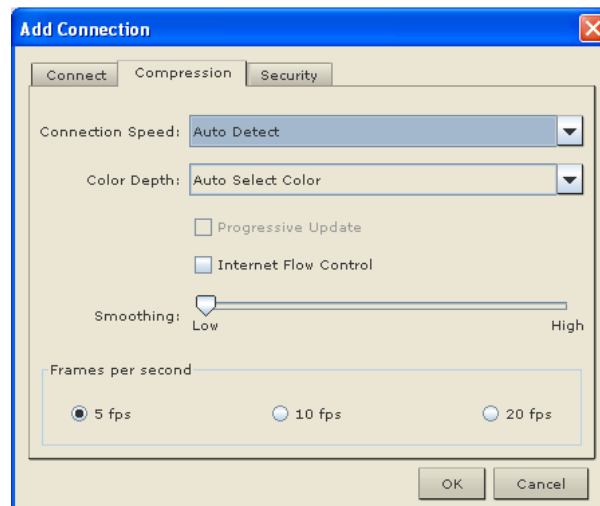 Add Connection
Connect Compression Security
Connection Speed: Auto Detect
Color Depth: Auto Select Color
Progressive Update
Internet Flow Control
Smoothing:
Low High
Frames per second
5 fps 10 fps 20 fps
OK Cancel